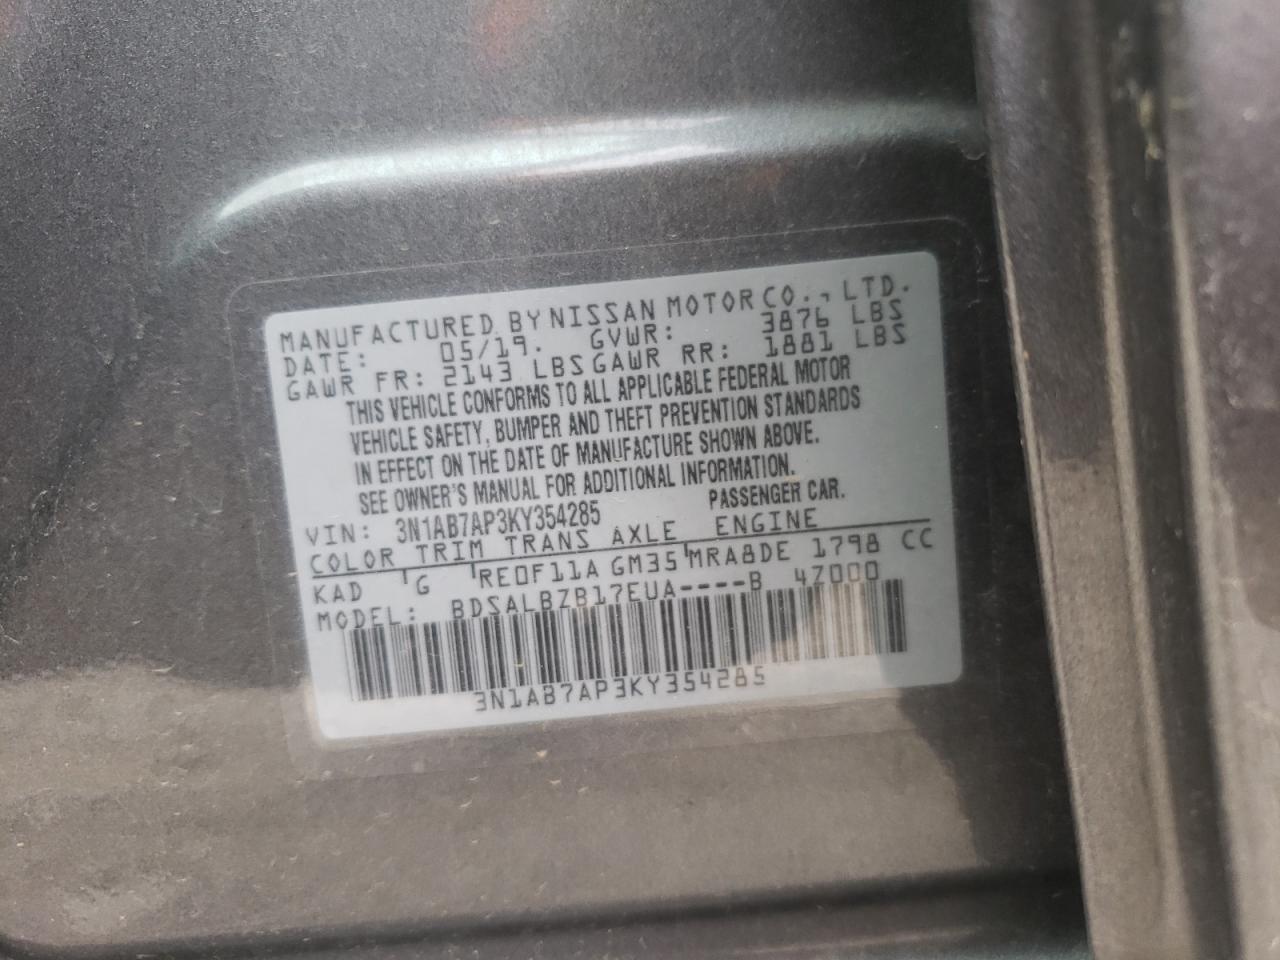 MANUFACTURED BY NISSAN MOTOR CO., LTD.
DATE: 05/19. GVWR: 3876 LBS
GAWR FR: 2143 LBS GAWR RR: 1881 LBS
THIS VEHICLE CONFORMS TO ALL APPLICABLE FEDERAL MOTOR
VEHICLE SAFETY, BUMPER AND THEFT PREVENTION STANDARDS
IN EFFECT ON THE DATE OF MANUFACTURE SHOWN ABOVE.
SEE OWNER'S MANUAL FOR ADDITIONAL INFORMATION.
VIN: 3N1AB7AP3KY354285 PASSENGER CAR.
COLOR TRIM TRANS AXLE ENGINE
KAD G RE0F11A GM35 MRA8DE 1798 CC
MODEL: BDSALBZB17EUA----B 47000
3N1AB7AP3KY354285